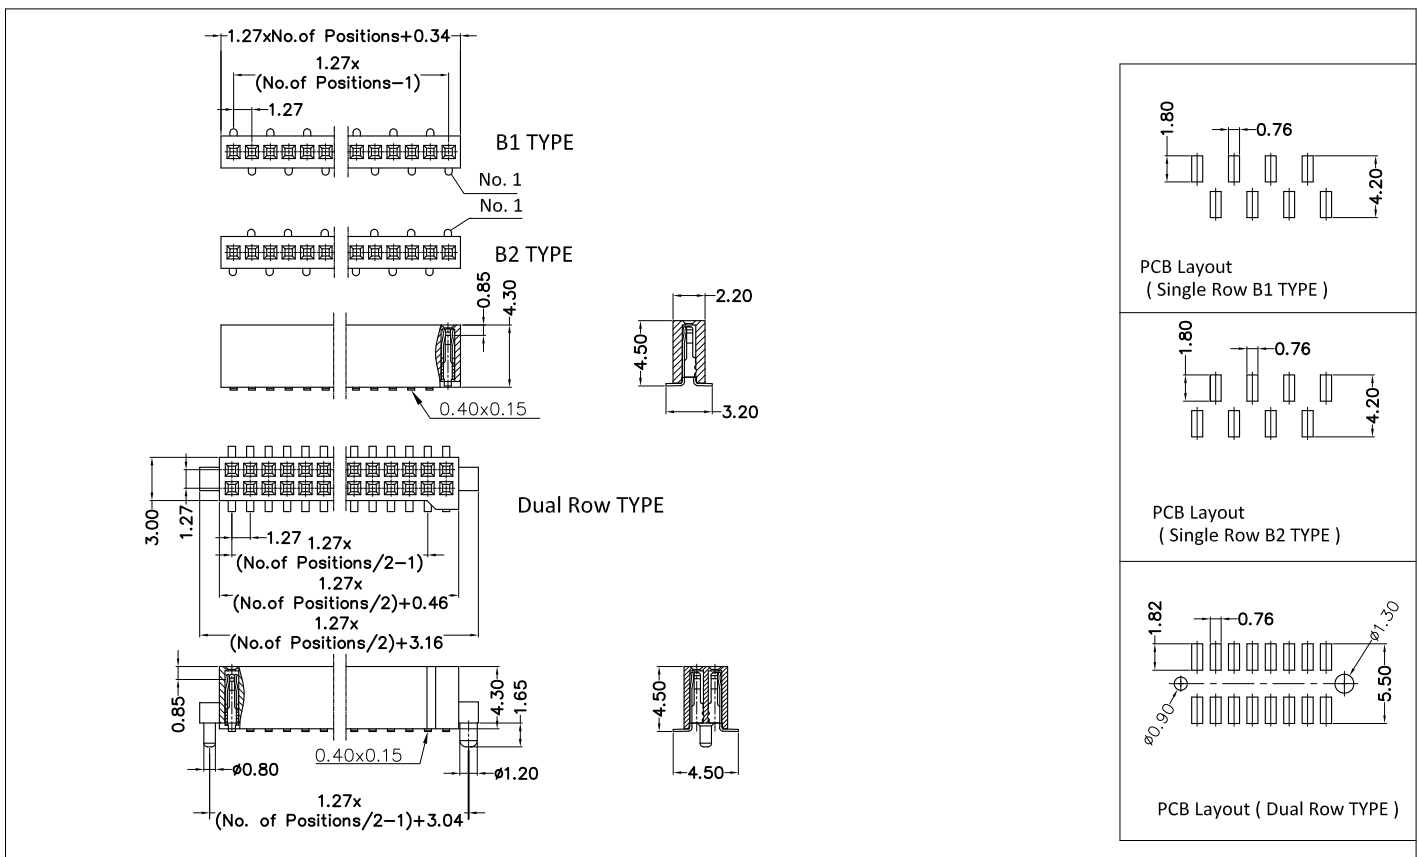 1.27xNo.of Positions+0.34
1.27x
(No.of Positions-1)
1.27
B1 TYPE
No. 1
No. 1
B2 TYPE
0.85
4.30
0.40x0.15
2.20
4.50
3.20
3.00
1.27
Dual Row TYPE
1.27
1.27x
(No.of Positions/2-1)
1.27x
(No.of Positions/2)+0.46
1.27x
(No.of Positions/2)+3.16
0.85
4.30
1.65
0.40x0.15
ø0.80
ø1.20
1.27x
(No. of Positions/2-1)+3.04
4.50
4.50
1.80
0.76
4.20
PCB Layout
( Single Row B1 TYPE )
1.80
0.76
4.20
PCB Layout
( Single Row B2 TYPE )
1.82
0.76
ø1.30
5.50
ø0.90
PCB Layout ( Dual Row TYPE )